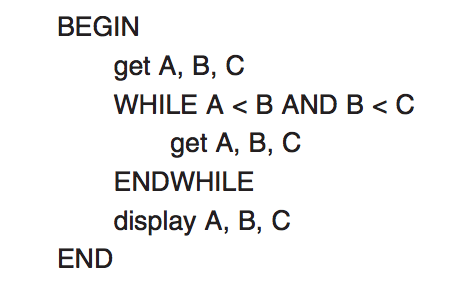 BEGIN
get A, B, C
WHILE A < B AND B < C
get A, B, C
ENDWHILE
display A, B, C
END